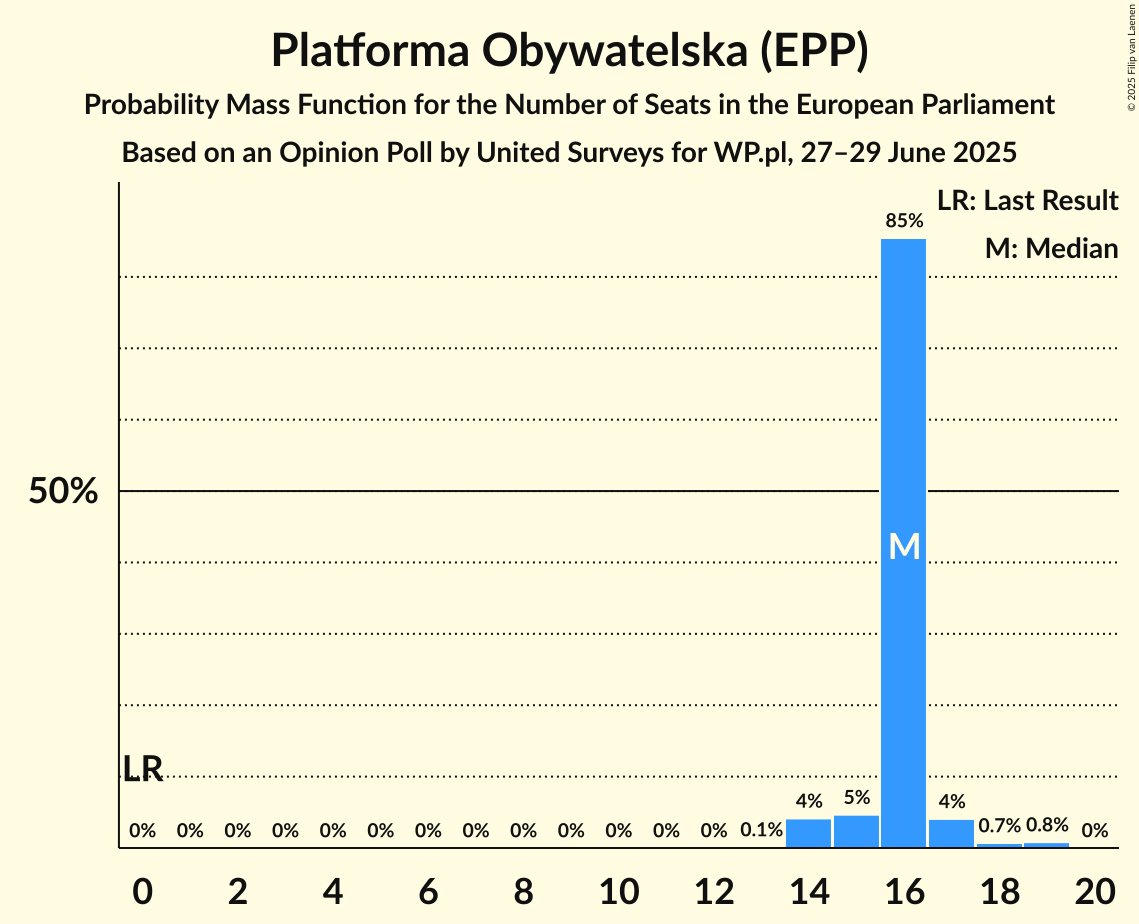 Platforma Obywatelska (EPP)
Probability Mass Function for the Number of Seats in the European Parliament
Based on an Opinion Poll by United Surveys for WP.pl, 27–29 June 2025
© 2025 Filip van Laenen
LR: Last Result
M: Median
85%
50%
M
LR
0% 0% 0% 0% 0% 0% 0% 0% 0% 0% 0% 0% 0% 0.1% 4% 5% 4% 0.7% 0.8% 0%
0 2 4 6 8 10 12 14 16 18 20